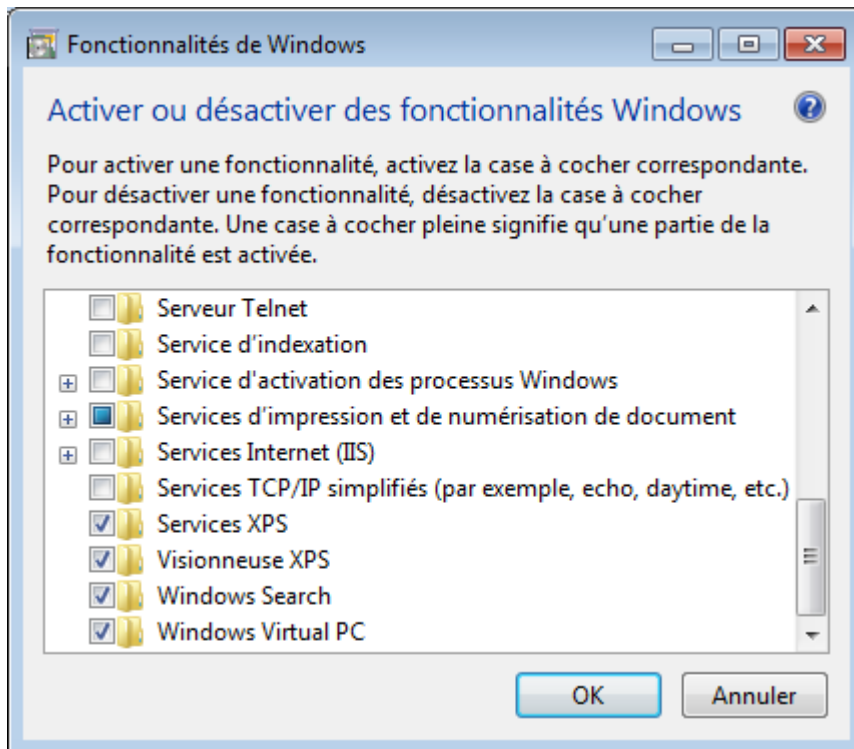 Fonctionnalités de Windows
Activer ou désactiver des fonctionnalités Windows
Pour activer une fonctionnalité, activez la case à cocher correspondante.
Pour désactiver une fonctionnalité, désactivez la case à cocher
correspondante. Une case à cocher pleine signifie qu’une partie de la
fonctionnalité est activée.
Serveur Telnet
Service d’indexation
Service d'activation des processus Windows
Services d’impression et de numérisation de document
Services Internet (IIS)
Services TCP/IP simplifiés (par exemple, echo, daytime, etc.)
Services XPS
Visionneuse XPS
Windows Search
Windows Virtual PC
OK Annuler